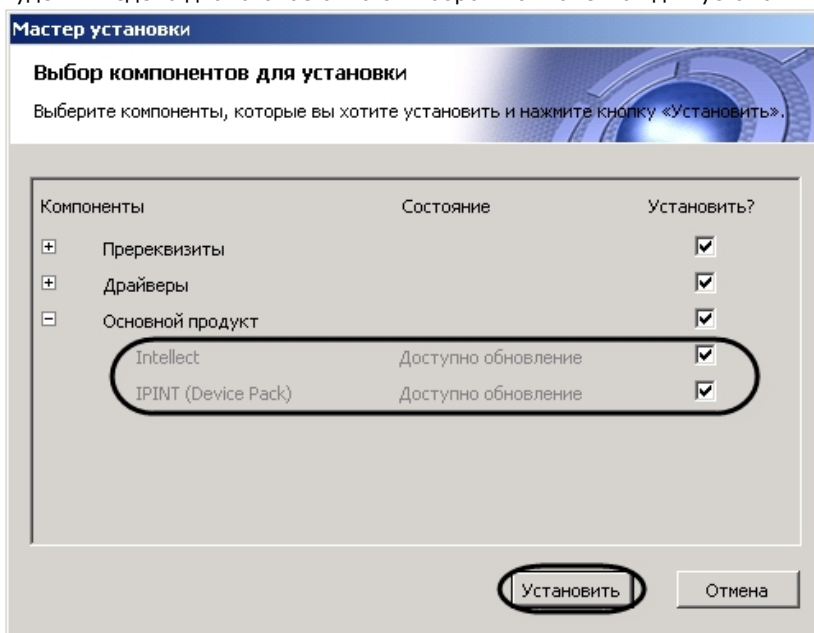 Мастер установки
Выбор компонентов для установки
Выберите компоненты, которые вы хотите установить и нажмите кнопку «Установить».
Компоненты Состояние Установить?
Пререквизиты
Драйверы
Основной продукт
Intellect Доступно обновление
IPINT (Device Pack) Доступно обновление
Установить Отмена